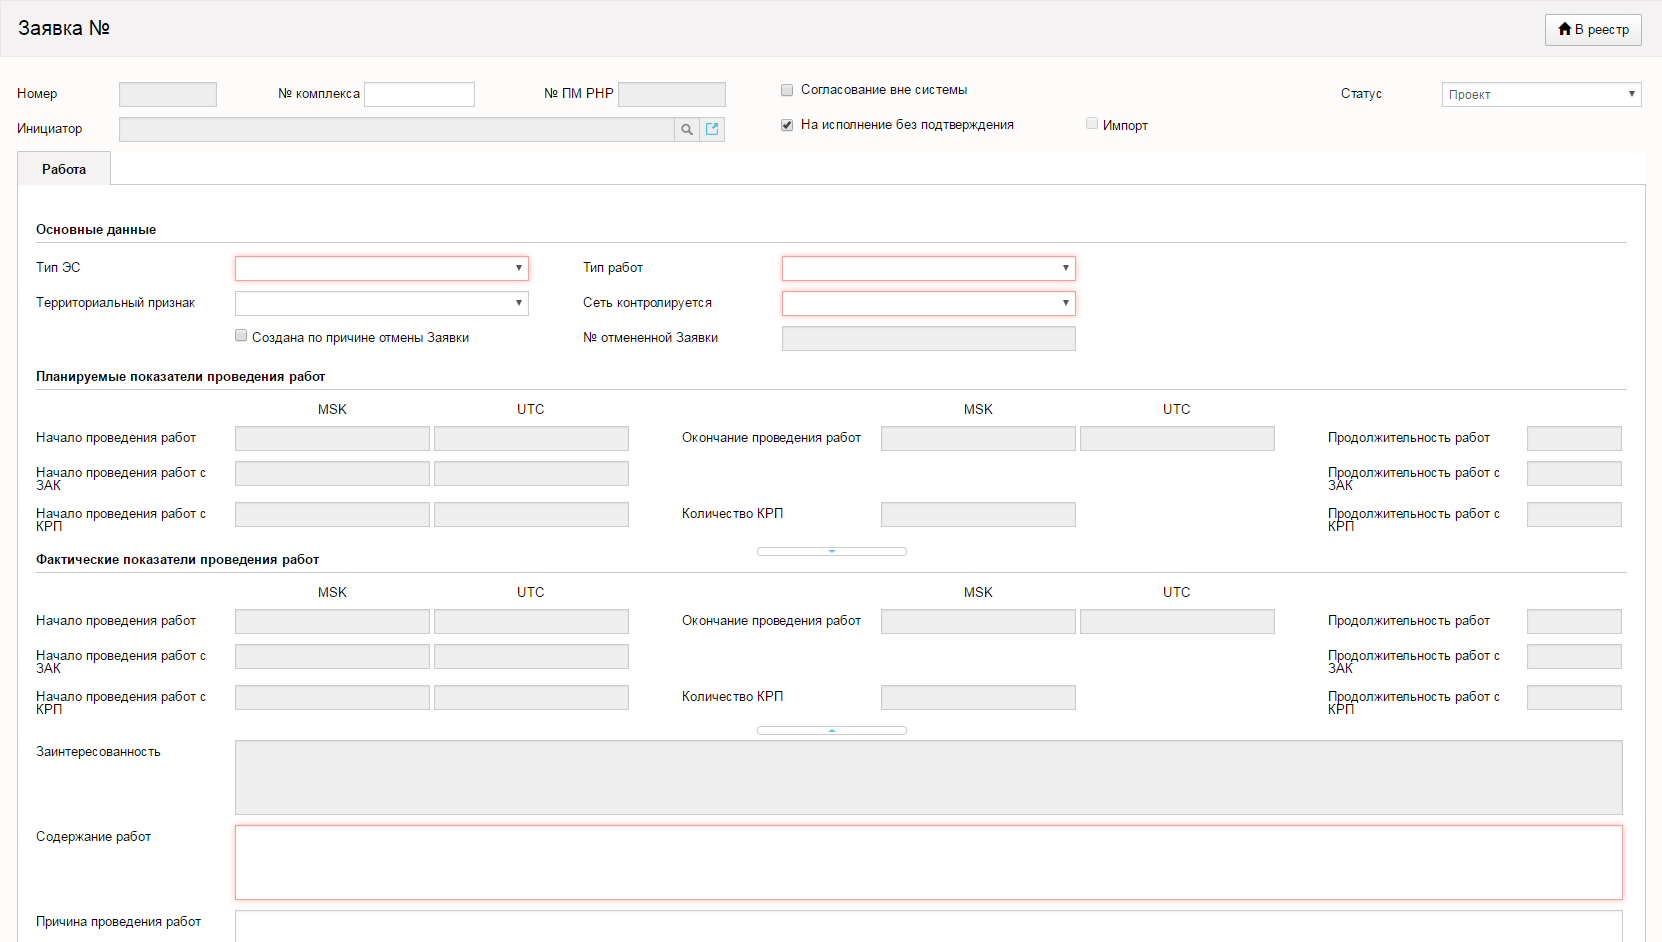 Заявка №
В реестр
Номер
№ комплекса
№ ПМ РНР
Согласование вне системы
Статус
Проект
Инициатор
На исполнение без подтверждения
Импорт
Работа
Основные данные
Тип ЭС
Тип работ
Территориальный признак
Сеть контролируется
Создана по причине отмены Заявки
№ отмененной Заявки
Планируемые показатели проведения работ
MSK UTC MSK UTC
Начало проведения работ
Окончание проведения работ
Продолжительность работ
Начало проведения работ с
ЗАК
Продолжительность работ с
ЗАК
Начало проведения работ с
КРП
Количество КРП
Продолжительность работ с
КРП
Фактические показатели проведения работ
MSK UTC MSK UTC
Начало проведения работ
Окончание проведения работ
Продолжительность работ
Начало проведения работ с
ЗАК
Продолжительность работ с
ЗАК
Начало проведения работ с
КРП
Количество КРП
Продолжительность работ с
КРП
Заинтересованность
Содержание работ
Причина проведения работ